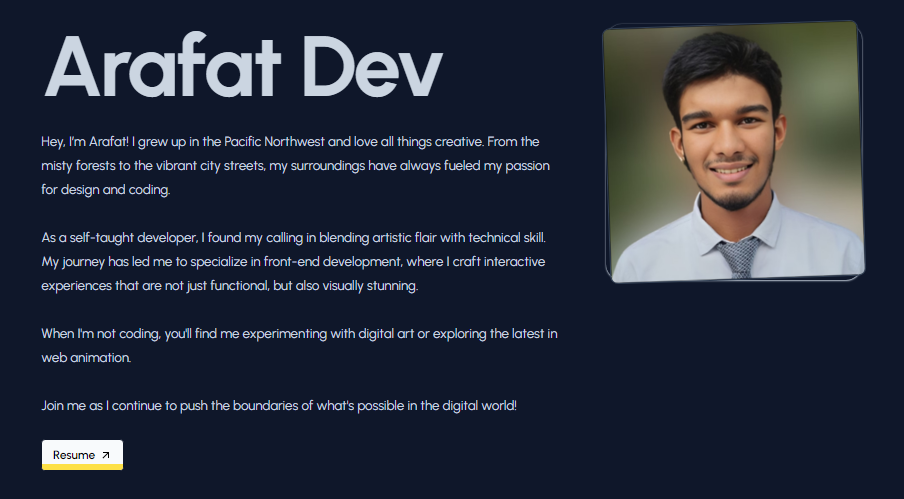 Arafat Dev
Hey, I'm Arafat! I grew up in the Pacific Northwest and love all things creative. From the
misty forests to the vibrant city streets, my surroundings have always fueled my passion
for design and coding.
As a self-taught developer, I found my calling in blending artistic flair with technical skill.
My journey has led me to specialize in front-end development, where I craft interactive
experiences that are not just functional, but also visually stunning.
When I'm not coding, you'll find me experimenting with digital art or exploring the latest in
web animation.
Join me as I continue to push the boundaries of what's possible in the digital world!
Resume